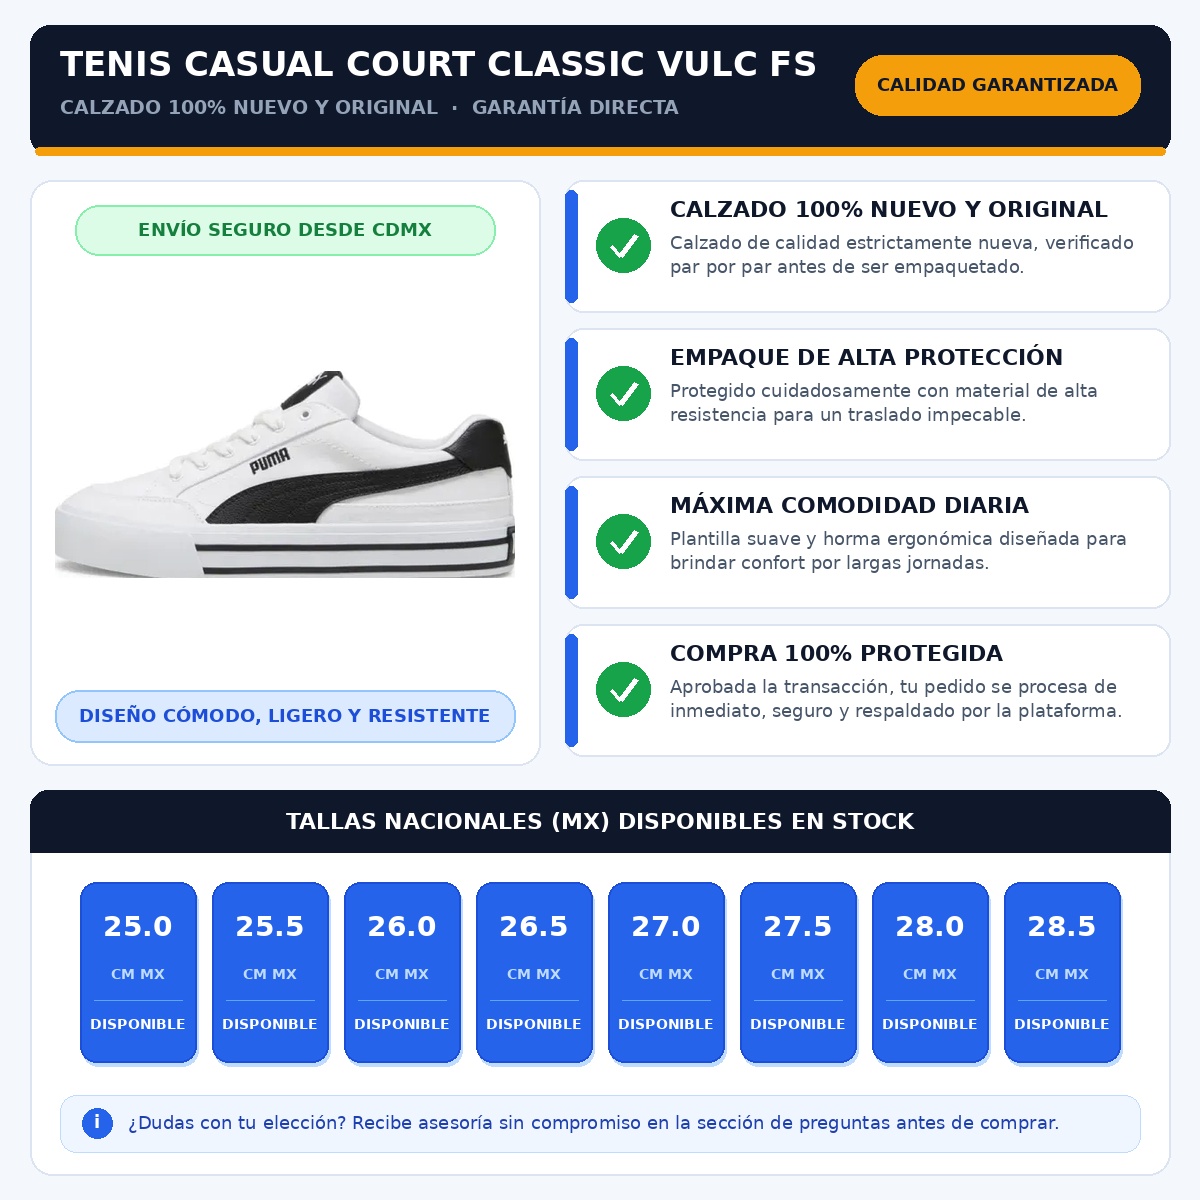 TENIS CASUAL COURT CLASSIC VULC FS
CALZADO 100% NUEVO Y ORIGINAL · GARANTÍA DIRECTA
CALIDAD GARANTIZADA
ENVÍO SEGURO DESDE CDMX
PUMA
DISEÑO CÓMODO, LIGERO Y RESISTENTE
CALZADO 100% NUEVO Y ORIGINAL
Calzado de calidad estrictamente nueva, verificado
par por par antes de ser empaquetado.
EMPAQUE DE ALTA PROTECCIÓN
Protegido cuidadosamente con material de alta
resistencia para un traslado impecable.
MÁXIMA COMODIDAD DIARIA
Plantilla suave y horma ergonómica diseñada para
brindar confort por largas jornadas.
COMPRA 100% PROTEGIDA
Aprobada la transacción, tu pedido se procesa de
inmediato, seguro y respaldado por la plataforma.
TALLAS NACIONALES (MX) DISPONIBLES EN STOCK
25.0
CM MX
DISPONIBLE
25.5
CM MX
DISPONIBLE
26.0
CM MX
DISPONIBLE
26.5
CM MX
DISPONIBLE
27.0
CM MX
DISPONIBLE
27.5
CM MX
DISPONIBLE
28.0
CM MX
DISPONIBLE
28.5
CM MX
DISPONIBLE
i
¿Dudas con tu elección? Recibe asesoría sin compromiso en la sección de preguntas antes de comprar.